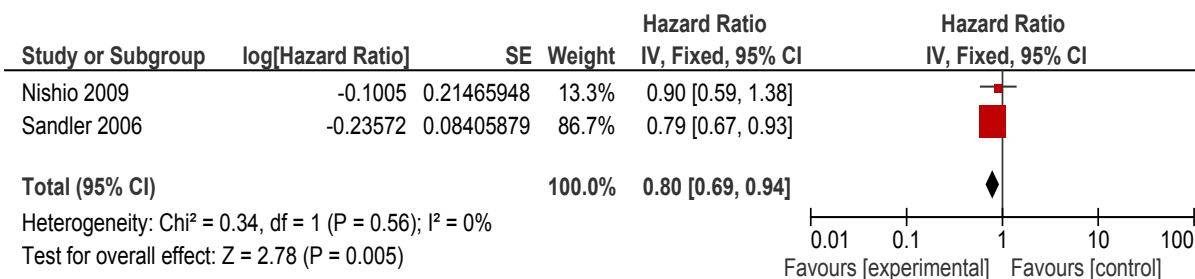 Hazard Ratio Hazard Ratio
Study or Subgroup log[Hazard Ratio] SE Weight IV, Fixed, 95% CI IV, Fixed, 95% CI
Nishio 2009 -0.1005 0.21465948 13.3% 0.90 [0.59, 1.38]
Sandler 2006 -0.23572 0.08405879 86.7% 0.79 [0.67, 0.93]
Total (95% CI) 100.0% 0.80 [0.69, 0.94]
Heterogeneity: Chi² = 0.34, df = 1 (P = 0.56); I² = 0%
Test for overall effect: Z = 2.78 (P = 0.005)
0.01 0.1 1 10 100
Favours [experimental] Favours [control]